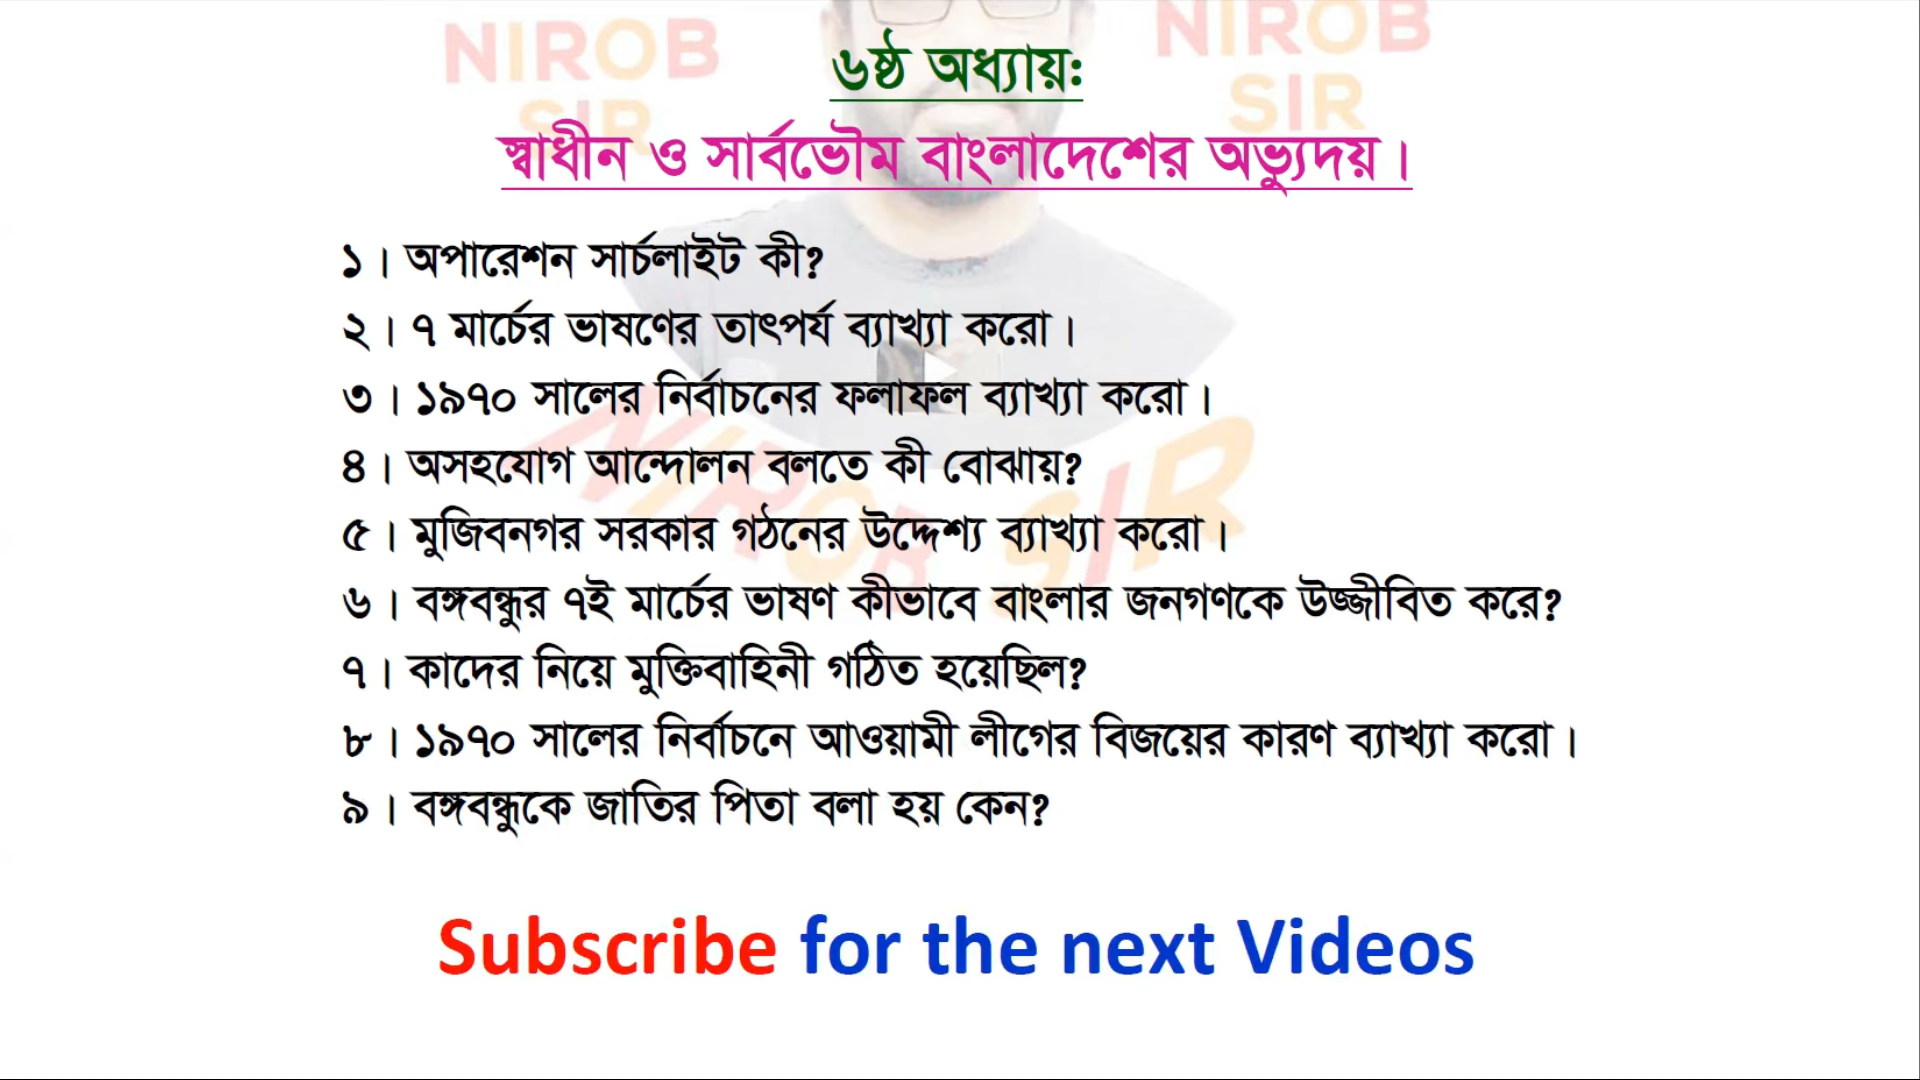 NIROB
SIR
NIROB
SIR
৬ষ্ঠ অধ্যায়ঃ
স্বাধীন ও সার্বভৌম বাংলাদেশের অভ্যুদয়।
১। অপারেশন সার্চলাইট কী?
২। ৭ মার্চের ভাষণের তাৎপর্য ব্যাখ্যা করো।
৩। ১৯৭০ সালের নির্বাচনের ফলাফল ব্যাখ্যা করো।
৪। অসহযোগ আন্দোলন বলতে কী বোঝায়?
৫। মুজিবনগর সরকার গঠনের উদ্দেশ্য ব্যাখ্যা করো।
৬। বঙ্গবন্ধুর ৭ই মার্চের ভাষণ কীভাবে বাংলার জনগণকে উজ্জীবিত করে?
৭। কাদের নিয়ে মুক্তিবাহিনী গঠিত হয়েছিল?
৮। ১৯৭০ সালের নির্বাচনে আওয়ামী লীগের বিজয়ের কারণ ব্যাখ্যা করো।
৯। বঙ্গবন্ধুকে জাতির পিতা বলা হয় কেন?
NIROB SIR
Subscribe for the next Videos